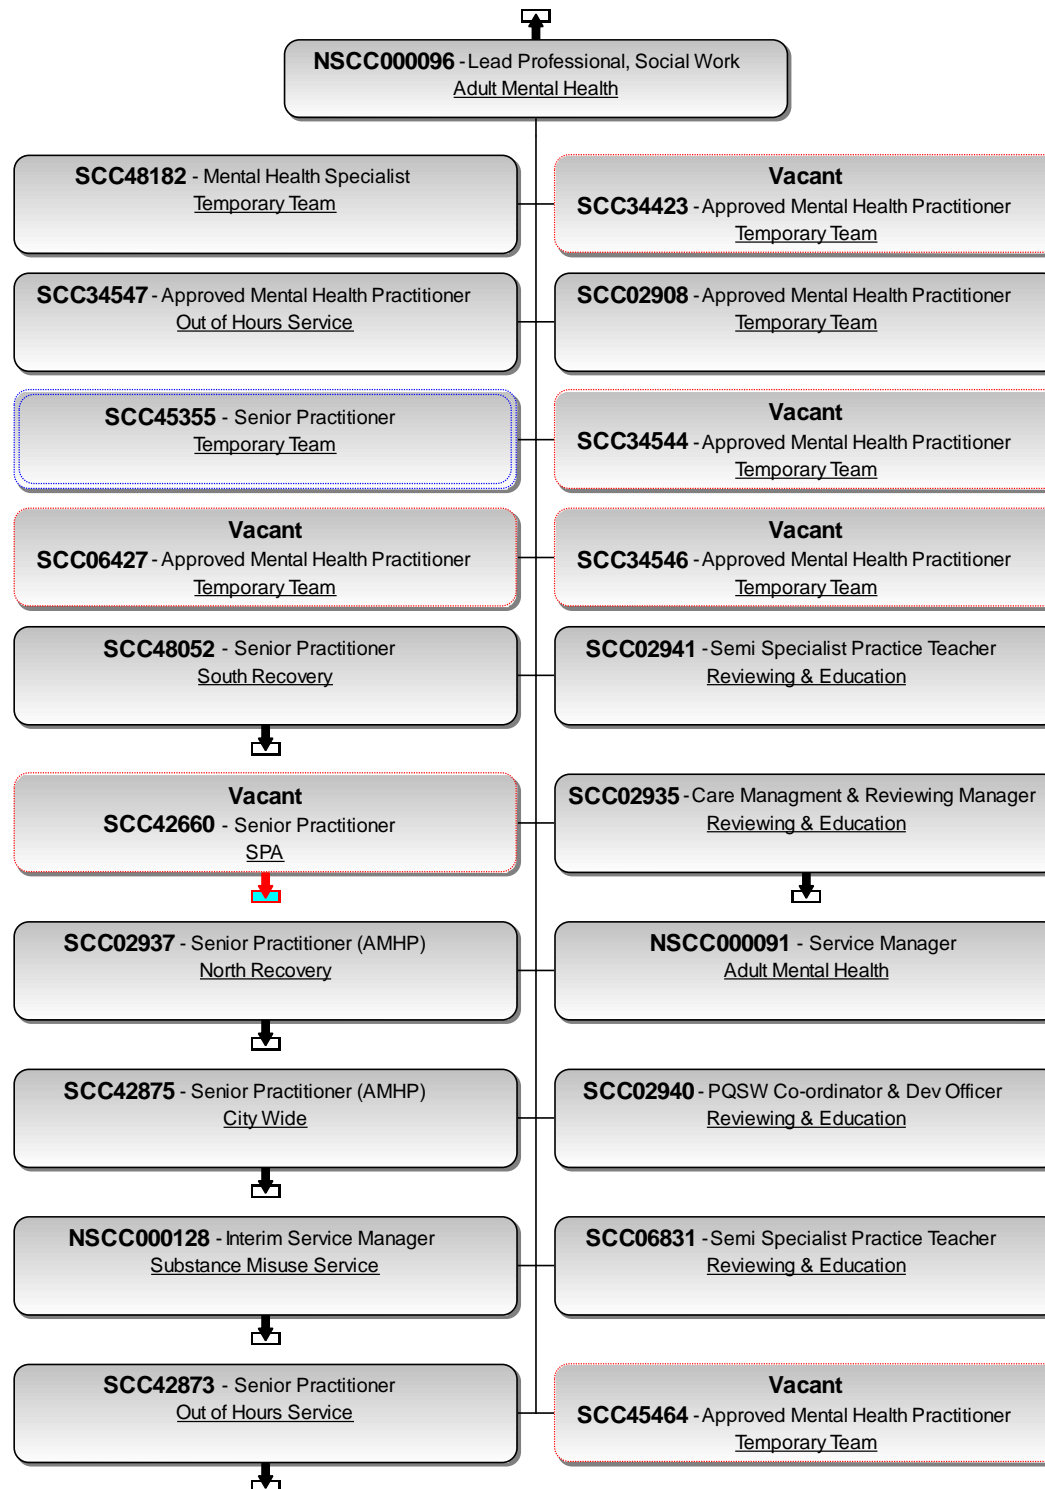 NSCC000096 - Lead Professional, Social Work
Adult Mental Health
SCC48182 - Mental Health Specialist
Temporary Team
Vacant
SCC34423 - Approved Mental Health Practitioner
Temporary Team
SCC34547 - Approved Mental Health Practitioner
Out of Hours Service
SCC02908 - Approved Mental Health Practitioner
Temporary Team
SCC45355 - Senior Practitioner
Temporary Team
Vacant
SCC34544 - Approved Mental Health Practitioner
Temporary Team
Vacant
SCC06427 - Approved Mental Health Practitioner
Temporary Team
Vacant
SCC34546 - Approved Mental Health Practitioner
Temporary Team
SCC48052 - Senior Practitioner
South Recovery
SCC02941 - Semi Specialist Practice Teacher
Reviewing & Education
Vacant
SCC42660 - Senior Practitioner
SPA
SCC02935 - Care Managment & Reviewing Manager
Reviewing & Education
SCC02937 - Senior Practitioner (AMHP)
North Recovery
NSCC000091 - Service Manager
Adult Mental Health
SCC42875 - Senior Practitioner (AMHP)
City Wide
SCC02940 - PQSW Co-ordinator & Dev Officer
Reviewing & Education
NSCC000128 - Interim Service Manager
Substance Misuse Service
SCC06831 - Semi Specialist Practice Teacher
Reviewing & Education
SCC42873 - Senior Practitioner
Out of Hours Service
Vacant
SCC45464 - Approved Mental Health Practitioner
Temporary Team